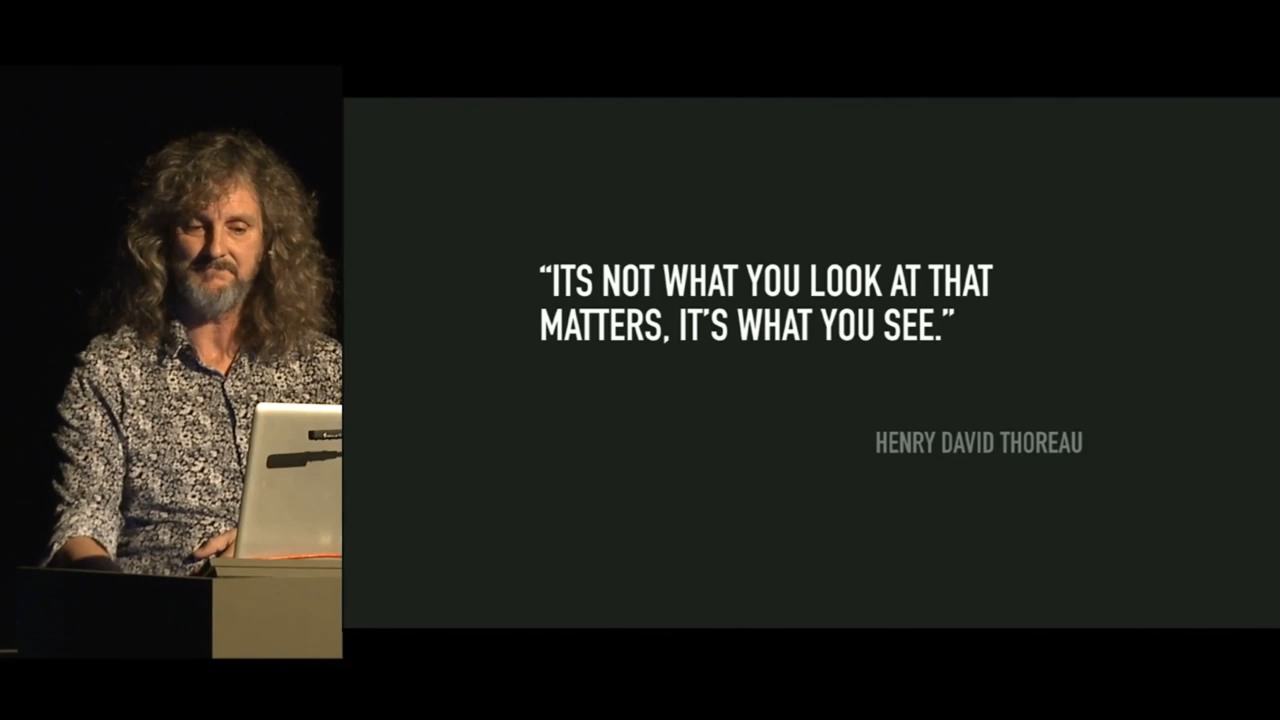 “ITS NOT WHAT YOU LOOK AT THAT
MATTERS, IT’S WHAT YOU SEE.”
HENRY DAVID THOREAU